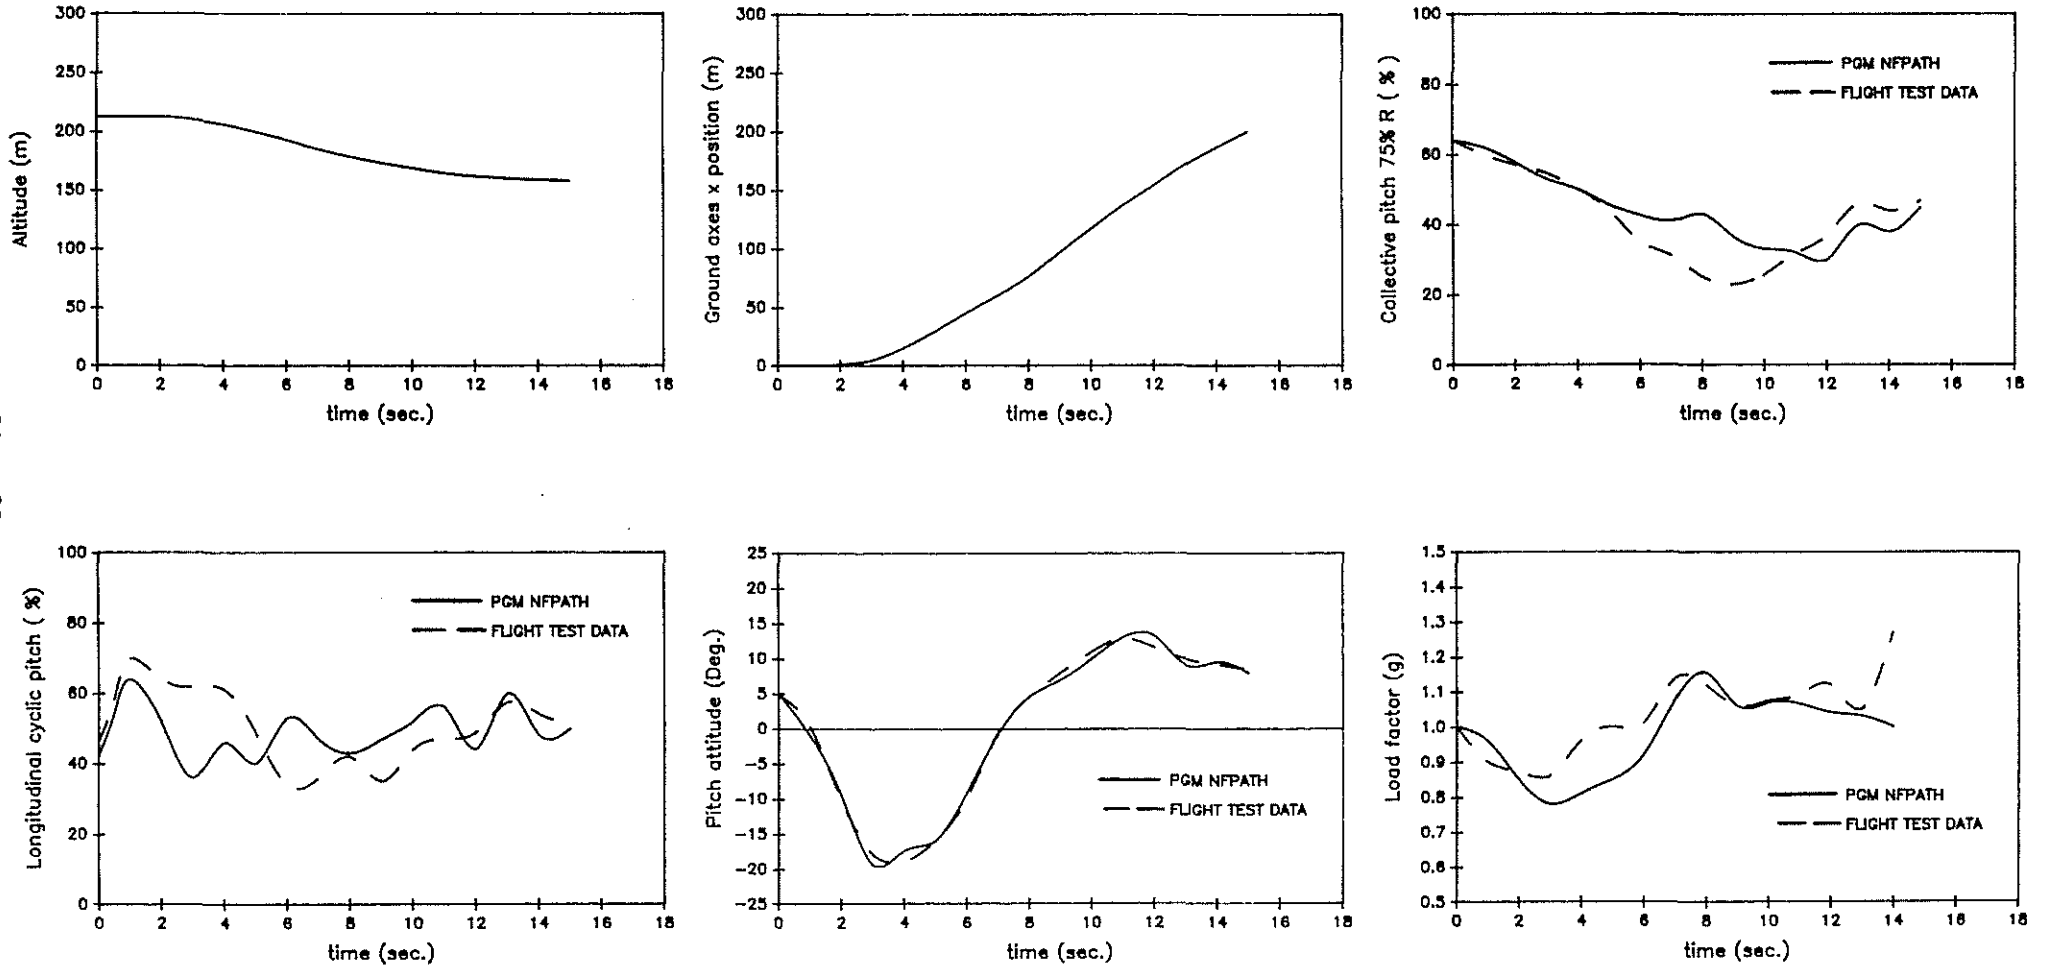 300
250
200
150
100
50
0
Altitude (m)
0 2 4 6 8 10 12 14 16 18
time (sec.)
300
250
200
150
100
50
0
Ground axes x position (m)
0 2 4 6 8 10 12 14 16 18
time (sec.)
100
80
60
40
20
0
Collective pitch 75% R ( % )
PGM NFPATH
FLIGHT TEST DATA
0 2 4 6 8 10 12 14 16 18
time (sec.)
100
80
60
40
20
0
Longitudinal cyclic pitch ( %)
PGM NFPATH
FLIGHT TEST DATA
0 2 4 6 8 10 12 14 16 18
time (sec.)
25
20
15
10
5
0
-5
-10
-15
-20
-25
Pitch attitude (Deg.)
PGM NFPATH
FLIGHT TEST DATA
0 2 4 6 8 10 12 14 16 18
time (sec.)
1.5
1.4
1.3
1.2
1.1
1.0
0.9
0.8
0.7
0.6
0.5
Load factor (g)
PGM NFPATH
FLIGHT TEST DATA
0 2 4 6 8 10 12 14 16 18
time (sec.)